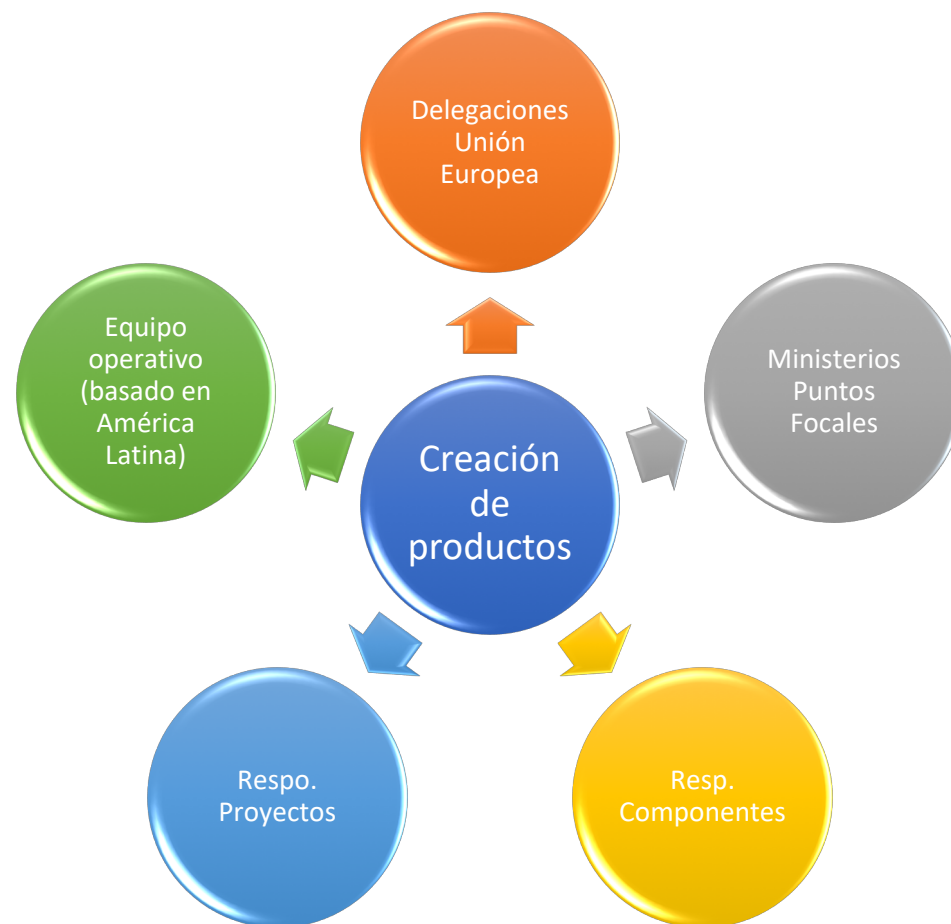 Delegaciones
Unión
Europea
Equipo
operativo
(basado en
América
Latina)
Ministerios
Puntos
Focales
Creación
de
productos
Respo.
Proyectos
Resp.
Componentes